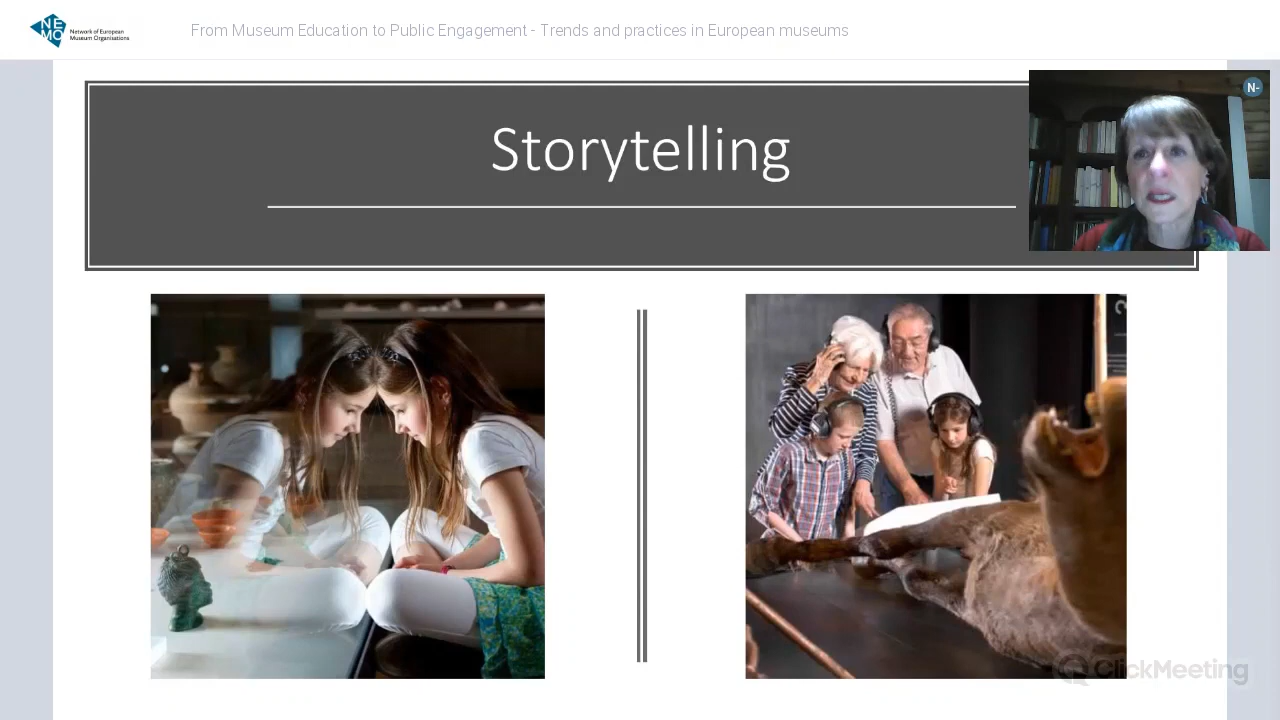 NE
MO
Network of European
Museum Organisations
From Museum Education to Public Engagement - Trends and practices in European museums
N-
Storytelling
ClickMeeting